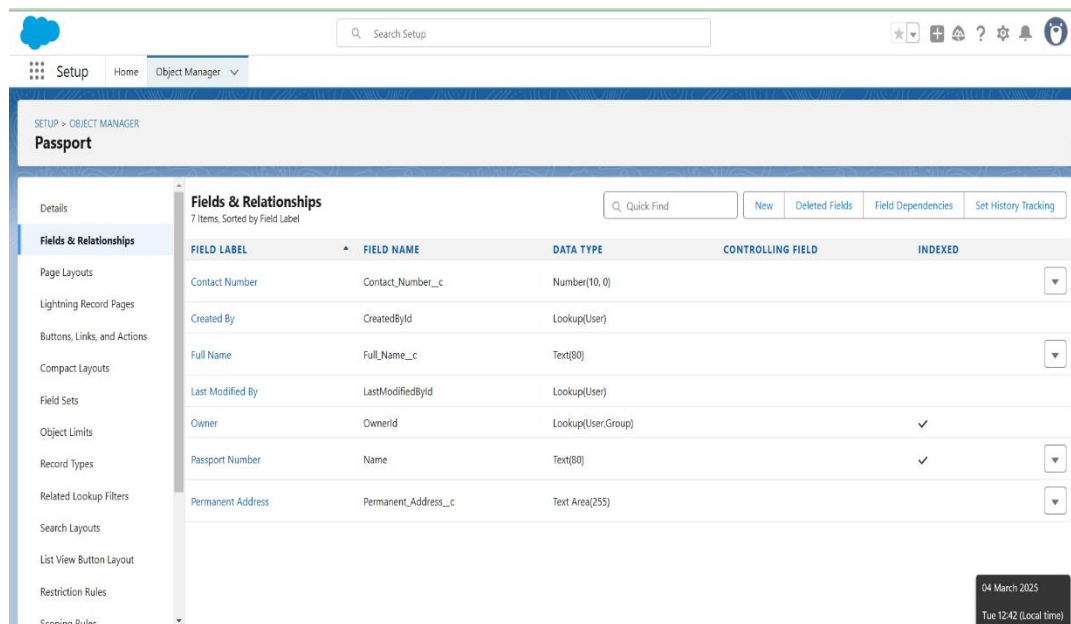 Search Setup
Setup Home Object Manager
SETUP > OBJECT MANAGER
Passport
Details
Fields & Relationships
Page Layouts
Lightning Record Pages
Buttons, Links, and Actions
Compact Layouts
Field Sets
Object Limits
Record Types
Related Lookup Filters
Search Layouts
List View Button Layout
Restriction Rules
Scoping Rules
Fields & Relationships
7 Items, Sorted by Field Label
Quick Find New Deleted Fields Field Dependencies Set History Tracking
FIELD LABEL FIELD NAME DATA TYPE CONTROLLING FIELD INDEXED
Contact Number Contact_Number__c Number(10, 0)
Created By CreatedById Lookup(User)
Full Name Full_Name__c Text(80)
Last Modified By LastModifiedById Lookup(User)
Owner OwnerId Lookup(User,Group)
Passport Number Name Text(80)
Permanent Address Permanent_Address__c Text Area(255)
04 March 2025
Tue 12:42 (Local time)